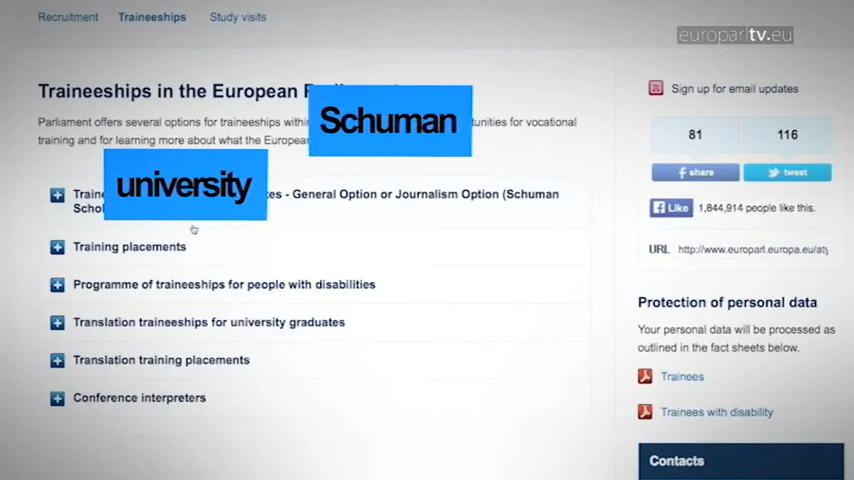 Recruitment Traineeships Study visits
europarltv.eu
Traineeships in the European
Schuman
Parliament offers several options for traineeships within
tunities for vocational
training and for learning more about what the European
university
Traine
es - General Option or Journalism Option (Schuman
Scho
Training placements
Programme of traineeships for people with disabilities
Translation traineeships for university graduates
Translation training placements
Conference interpreters
Sign up for email updates
81 116
share tweet
Like 1,844,914 people like this.
URL http://www.europarl.europa.eu/aty
Protection of personal data
Your personal data will be processed as
outlined in the fact sheets below.
Trainees
Trainees with disability
Contacts